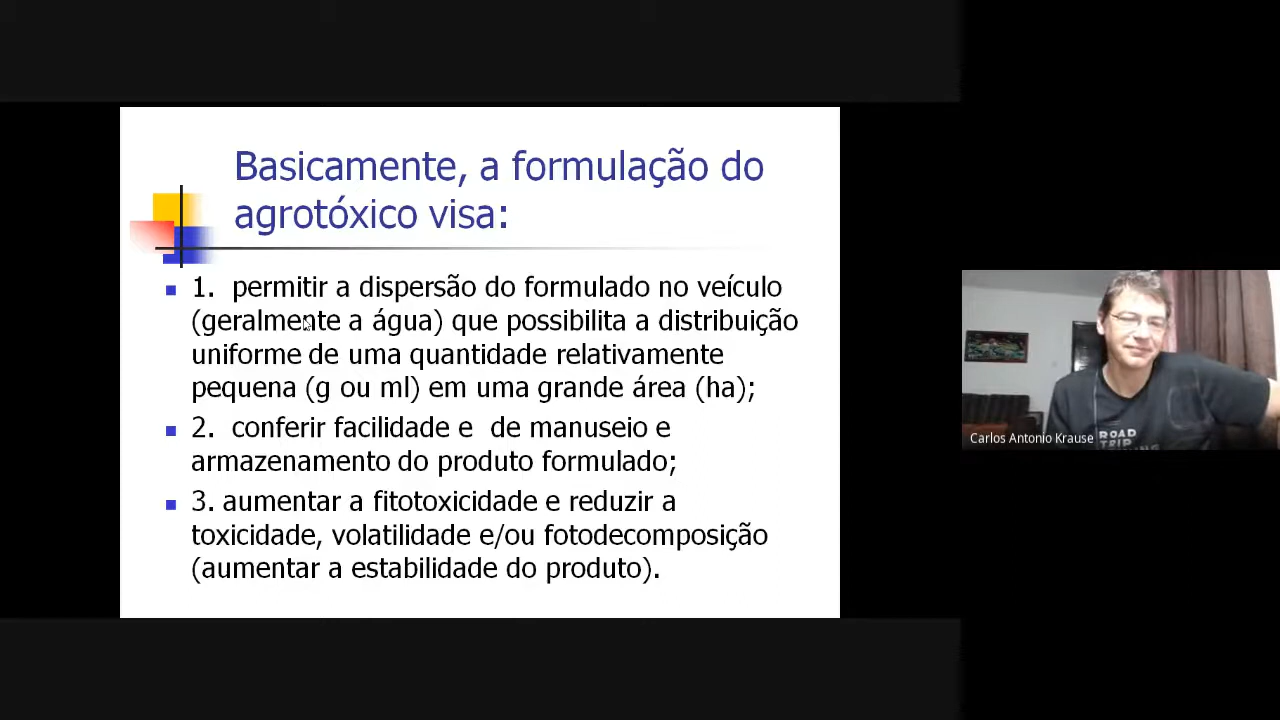 Basicamente, a formulação do
agrotóxico visa:
1. permitir a dispersão do formulado no veículo
(geralmente a água) que possibilita a distribuição
uniforme de uma quantidade relativamente
pequena (g ou ml) em uma grande área (ha);
2. conferir facilidade e de manuseio e
armazenamento do produto formulado;
3. aumentar a fitotoxicidade e reduzir a
toxicidade, volatilidade e/ou fotodecomposição
(aumentar a estabilidade do produto).
Carlos Antonio Krause
ROAD
TRIP